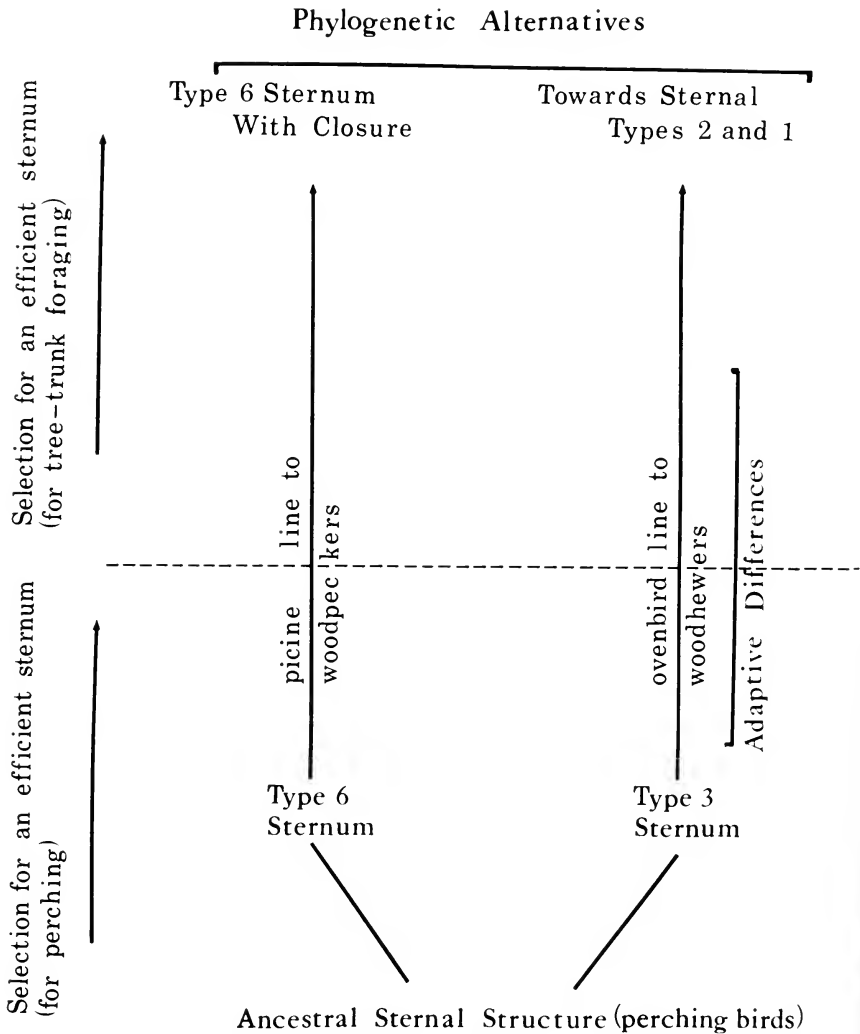 Phylogenetic Alternatives
Type 6 Sternum
With Closure
Towards Sternal
Types 2 and 1
Selection for an efficient sternum
(for tree-trunk foraging)
picine line to
woodpeckers
ovenbird line to
woodhewers
Adaptive Differences
Selection for an efficient sternum
(for perching)
Type 6
Sternum
Type 3
Sternum
Ancestral Sternal Structure (perching birds)